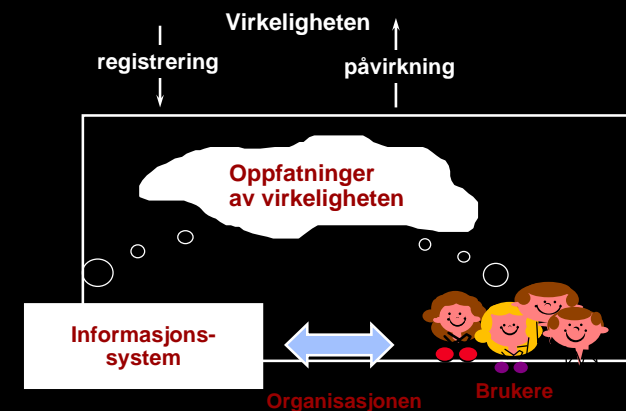 Virkeligheten
registrering
påvirkning
Oppfatninger
av virkeligheten
Informasjons-
system
Organisasjonen
Brukere